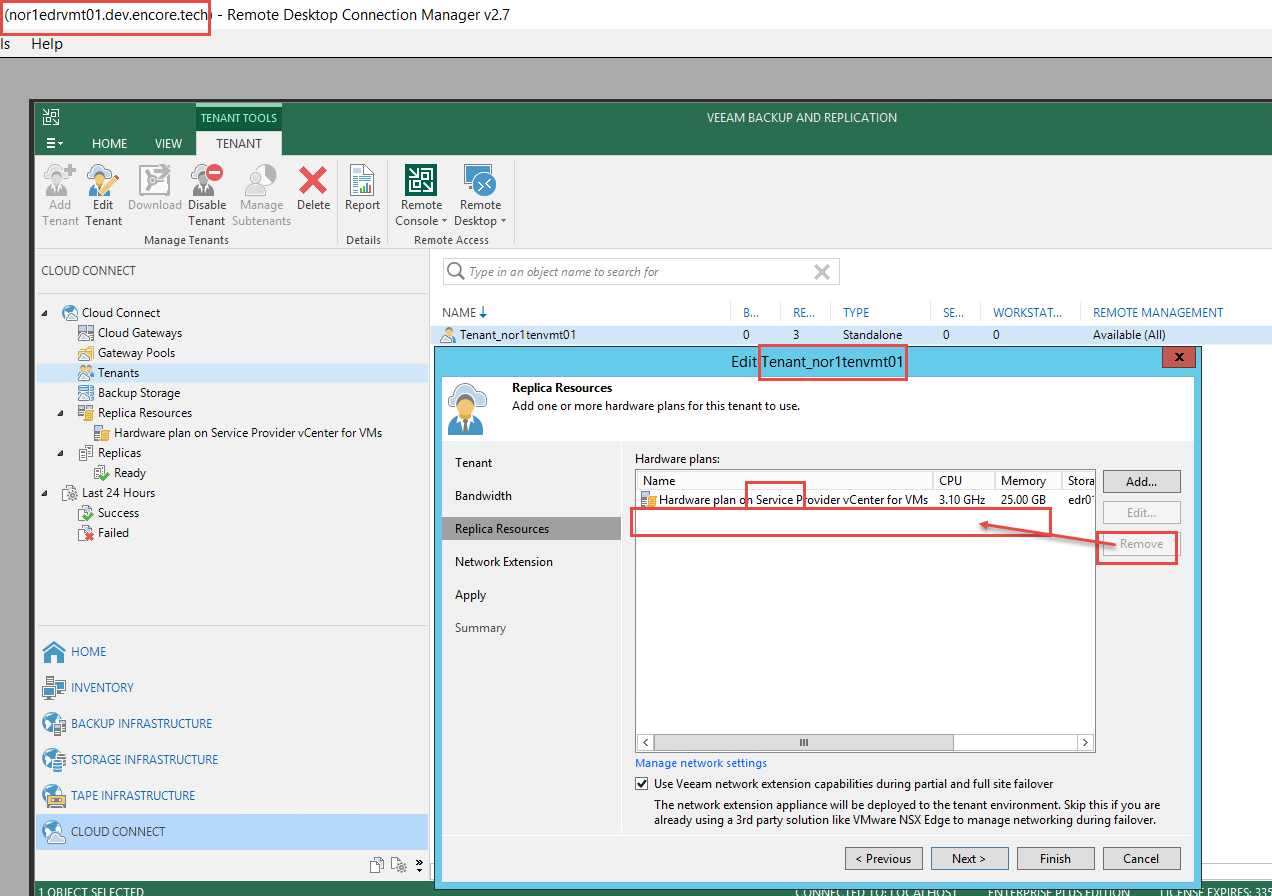 (nor1edrvmt01.dev.encore.tech) - Remote Desktop Connection Manager v2.7
ls Help
TENANT TOOLS
VEEAM BACKUP AND REPLICATION
HOME VIEW TENANT
Add Tenant
Edit Tenant
Download
Disable Tenant
Manage Subtenants
Delete
Report
Remote Console
Remote Desktop
Manage Tenants
Details
Remote Access
CLOUD CONNECT
Cloud Connect
Cloud Gateways
Gateway Pools
Tenants
Backup Storage
Replica Resources
Hardware plan on Service Provider vCenter for VMs
Replicas
Ready
Last 24 Hours
Success
Failed
HOME
INVENTORY
BACKUP INFRASTRUCTURE
STORAGE INFRASTRUCTURE
TAPE INFRASTRUCTURE
CLOUD CONNECT
Type in an object name to search for
NAME B... RE... TYPE SE... WORKSTAT... REMOTE MANAGEMENT
Tenant_nor1tenvmt01 0 3 Standalone 0 0 Available (All)
Edit Tenant_nor1tenvmt01 x
Replica Resources
Add one or more hardware plans for this tenant to use.
Tenant
Bandwidth
Replica Resources
Network Extension
Apply
Summary
Hardware plans:
Name CPU Memory Stora
Hardware plan on Service Provider vCenter for VMs 3.10 GHz 25.00 GB edr01
Add...
Edit...
Remove
Manage network settings
Use Veeam network extension capabilities during partial and full site failover
The network extension appliance will be deployed to the tenant environment. Skip this if you are
already using a 3rd party solution like VMware NSX Edge to manage networking during failover.
< Previous Next > Finish Cancel
1 OBJECT SELECTED CONNECTED TO: LOCALHOST ENTERPRISE PLUS EDITION LICENSE EXPIRES: 335